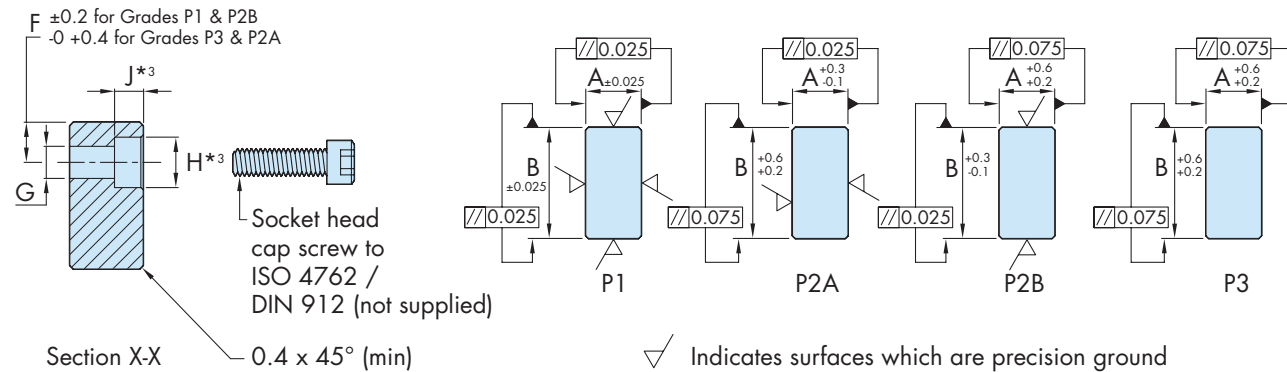 F ±0.2 for Grades P1 & P2B
-0 +0.4 for Grades P3 & P2A
J*³
H*³
G
Socket head
cap screw to
ISO 4762 /
DIN 912 (not supplied)
Section X-X
0.4 x 45° (min)
// 0.025
A ±0.025
B ±0.025
// 0.025
P1
// 0.025
A +0.3 -0.1
B +0.6 +0.2
// 0.075
P2A
// 0.075
A +0.6 +0.2
B +0.3 -0.1
// 0.025
P2B
// 0.075
A +0.6 +0.2
B +0.6 +0.2
// 0.075
P3
Indicates surfaces which are precision ground